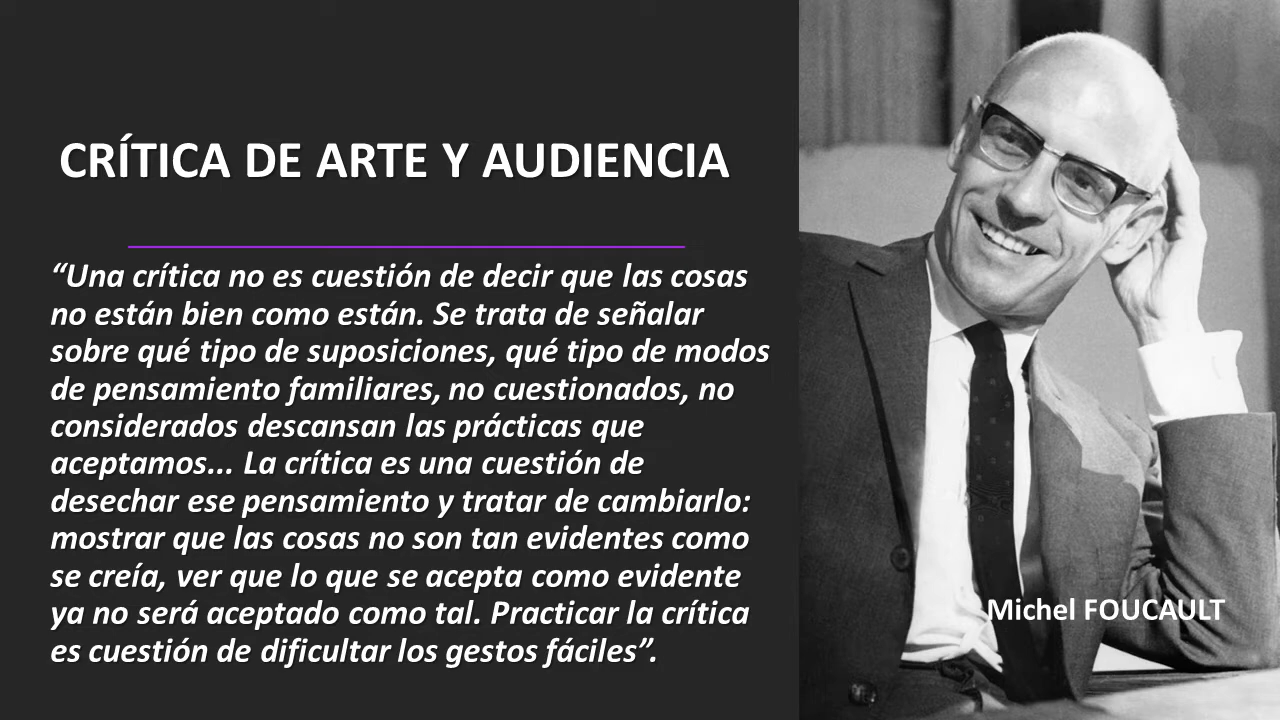 CRÍTICA DE ARTE Y AUDIENCIA
“Una crítica no es cuestión de decir que las cosas
no están bien como están. Se trata de señalar
sobre qué tipo de suposiciones, qué tipo de modos
de pensamiento familiares, no cuestionados, no
considerados descansan las prácticas que
aceptamos... La crítica es una cuestión de
desechar ese pensamiento y tratar de cambiarlo:
mostrar que las cosas no son tan evidentes como
se creía, ver que lo que se acepta como evidente
ya no será aceptado como tal. Practicar la crítica
es cuestión de dificultar los gestos fáciles”.
Michel FOUCAULT